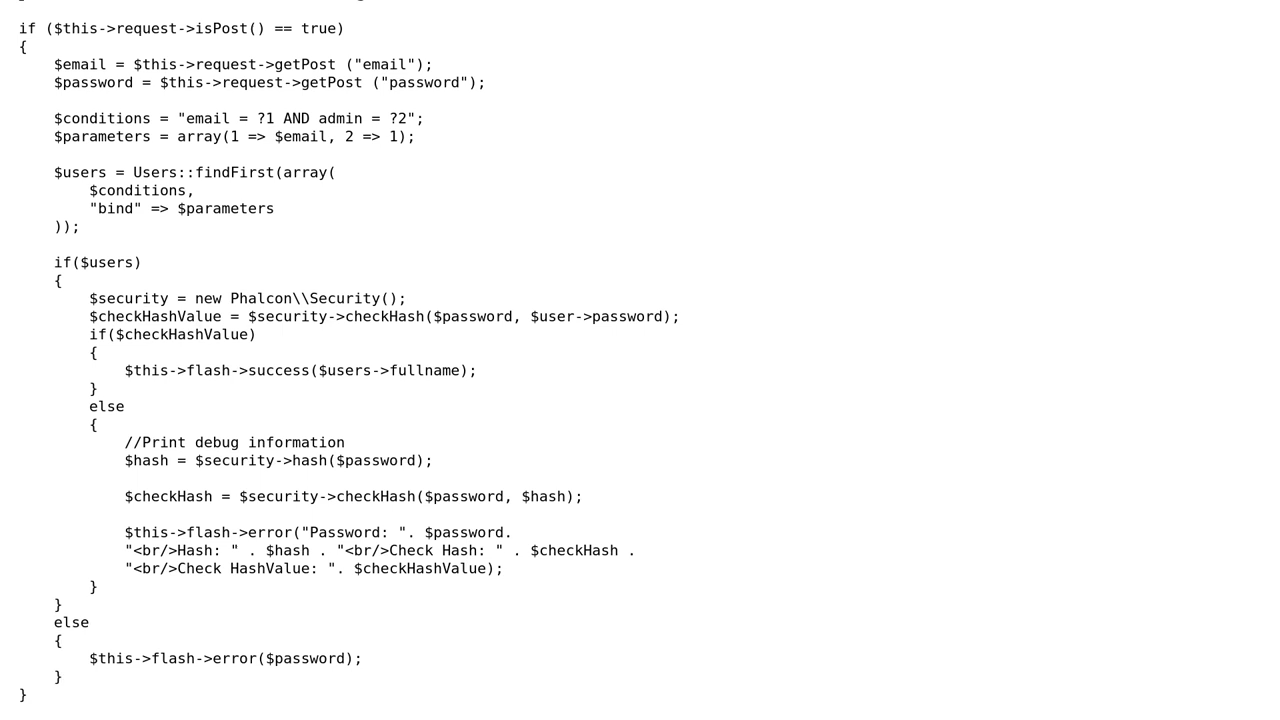 if ($this->request->isPost() == true)
{
    $email = $this->request->getPost ("email");
    $password = $this->request->getPost ("password");

    $conditions = "email = ?1 AND admin = ?2";
    $parameters = array(1 => $email, 2 => 1);

    $users = Users::findFirst(array(
        $conditions,
        "bind" => $parameters
    ));

    if($users)
    {
        $security = new Phalcon\\Security();
        $checkHashValue = $security->checkHash($password, $user->password);
        if($checkHashValue)
        {
            $this->flash->success($users->fullname);
        }
        else
        {
            //Print debug information
            $hash = $security->hash($password);

            $checkHash = $security->checkHash($password, $hash);

            $this->flash->error("Password: ". $password.
            "<br/>Hash: " . $hash . "<br/>Check Hash: " . $checkHash .
            "<br/>Check HashValue: ". $checkHashValue);
        }
    }
    else
    {
        $this->flash->error($password);
    }
}